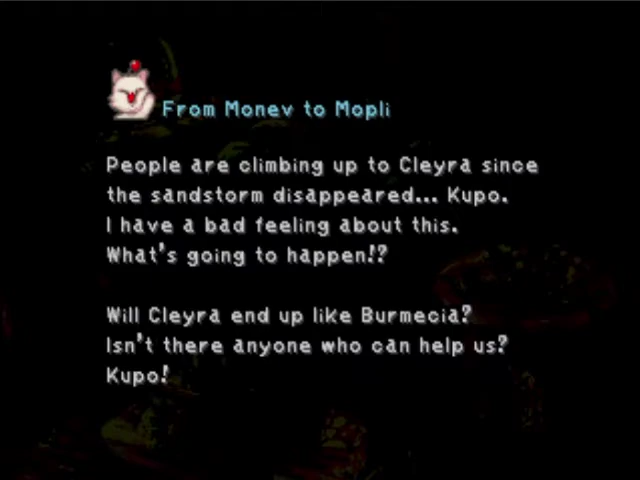 From Monev to Mopli
People are climbing up to Cleyra since
the sandstorm disappeared... Kupo.
I have a bad feeling about this.
What's going to happen!?
Will Cleyra end up like Burmecia?
Isn't there anyone who can help us?
Kupo!